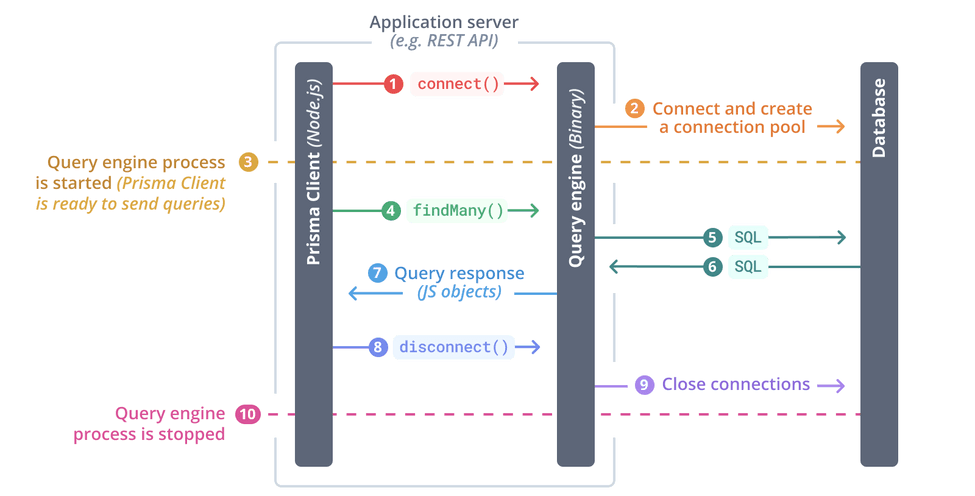 Application server
(e.g. REST API)
Prisma Client (Node.js)
Query engine (Binary)
Database
1 connect()
2 Connect and create
a connection pool
Query engine process 3
is started (Prisma Client
is ready to send queries)
4 findMany()
5 SQL
6 SQL
7 Query response
(JS objects)
8 disconnect()
9 Close connections
Query engine 10
process is stopped